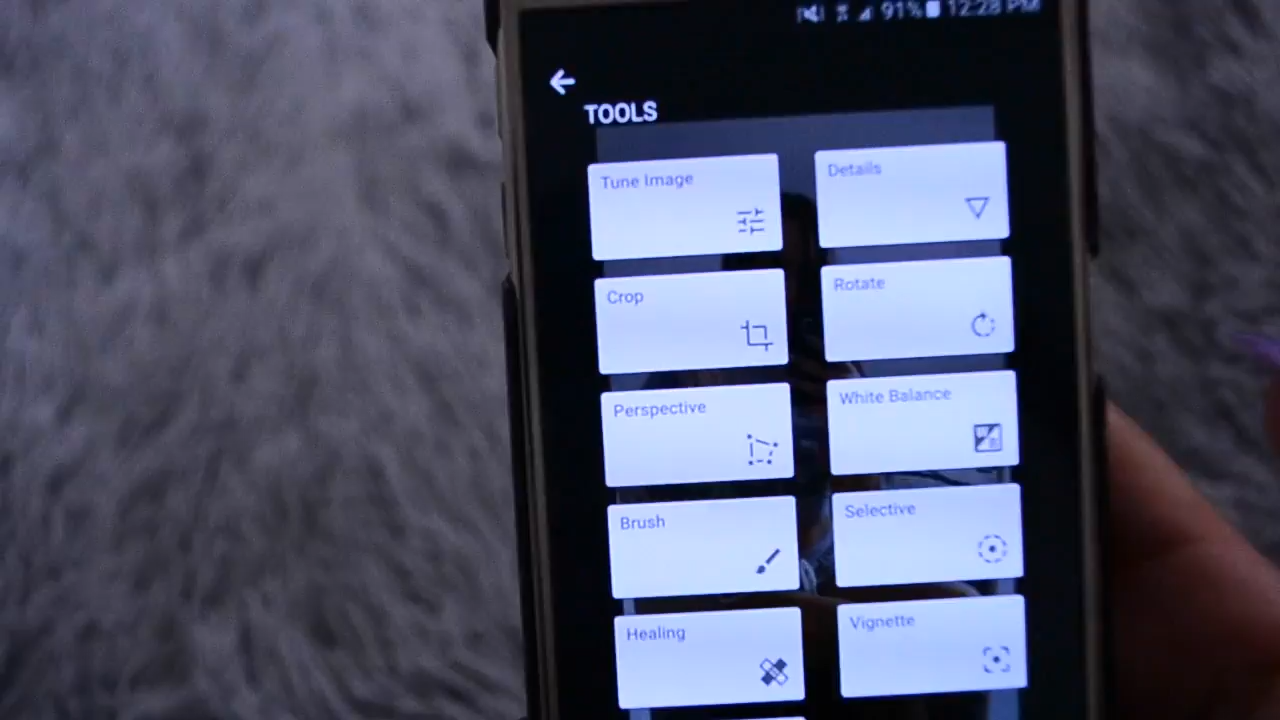 91% 12:28 PM
TOOLS
Tune Image
Details
Crop
Rotate
Perspective
White Balance
Brush
Selective
Healing
Vignette